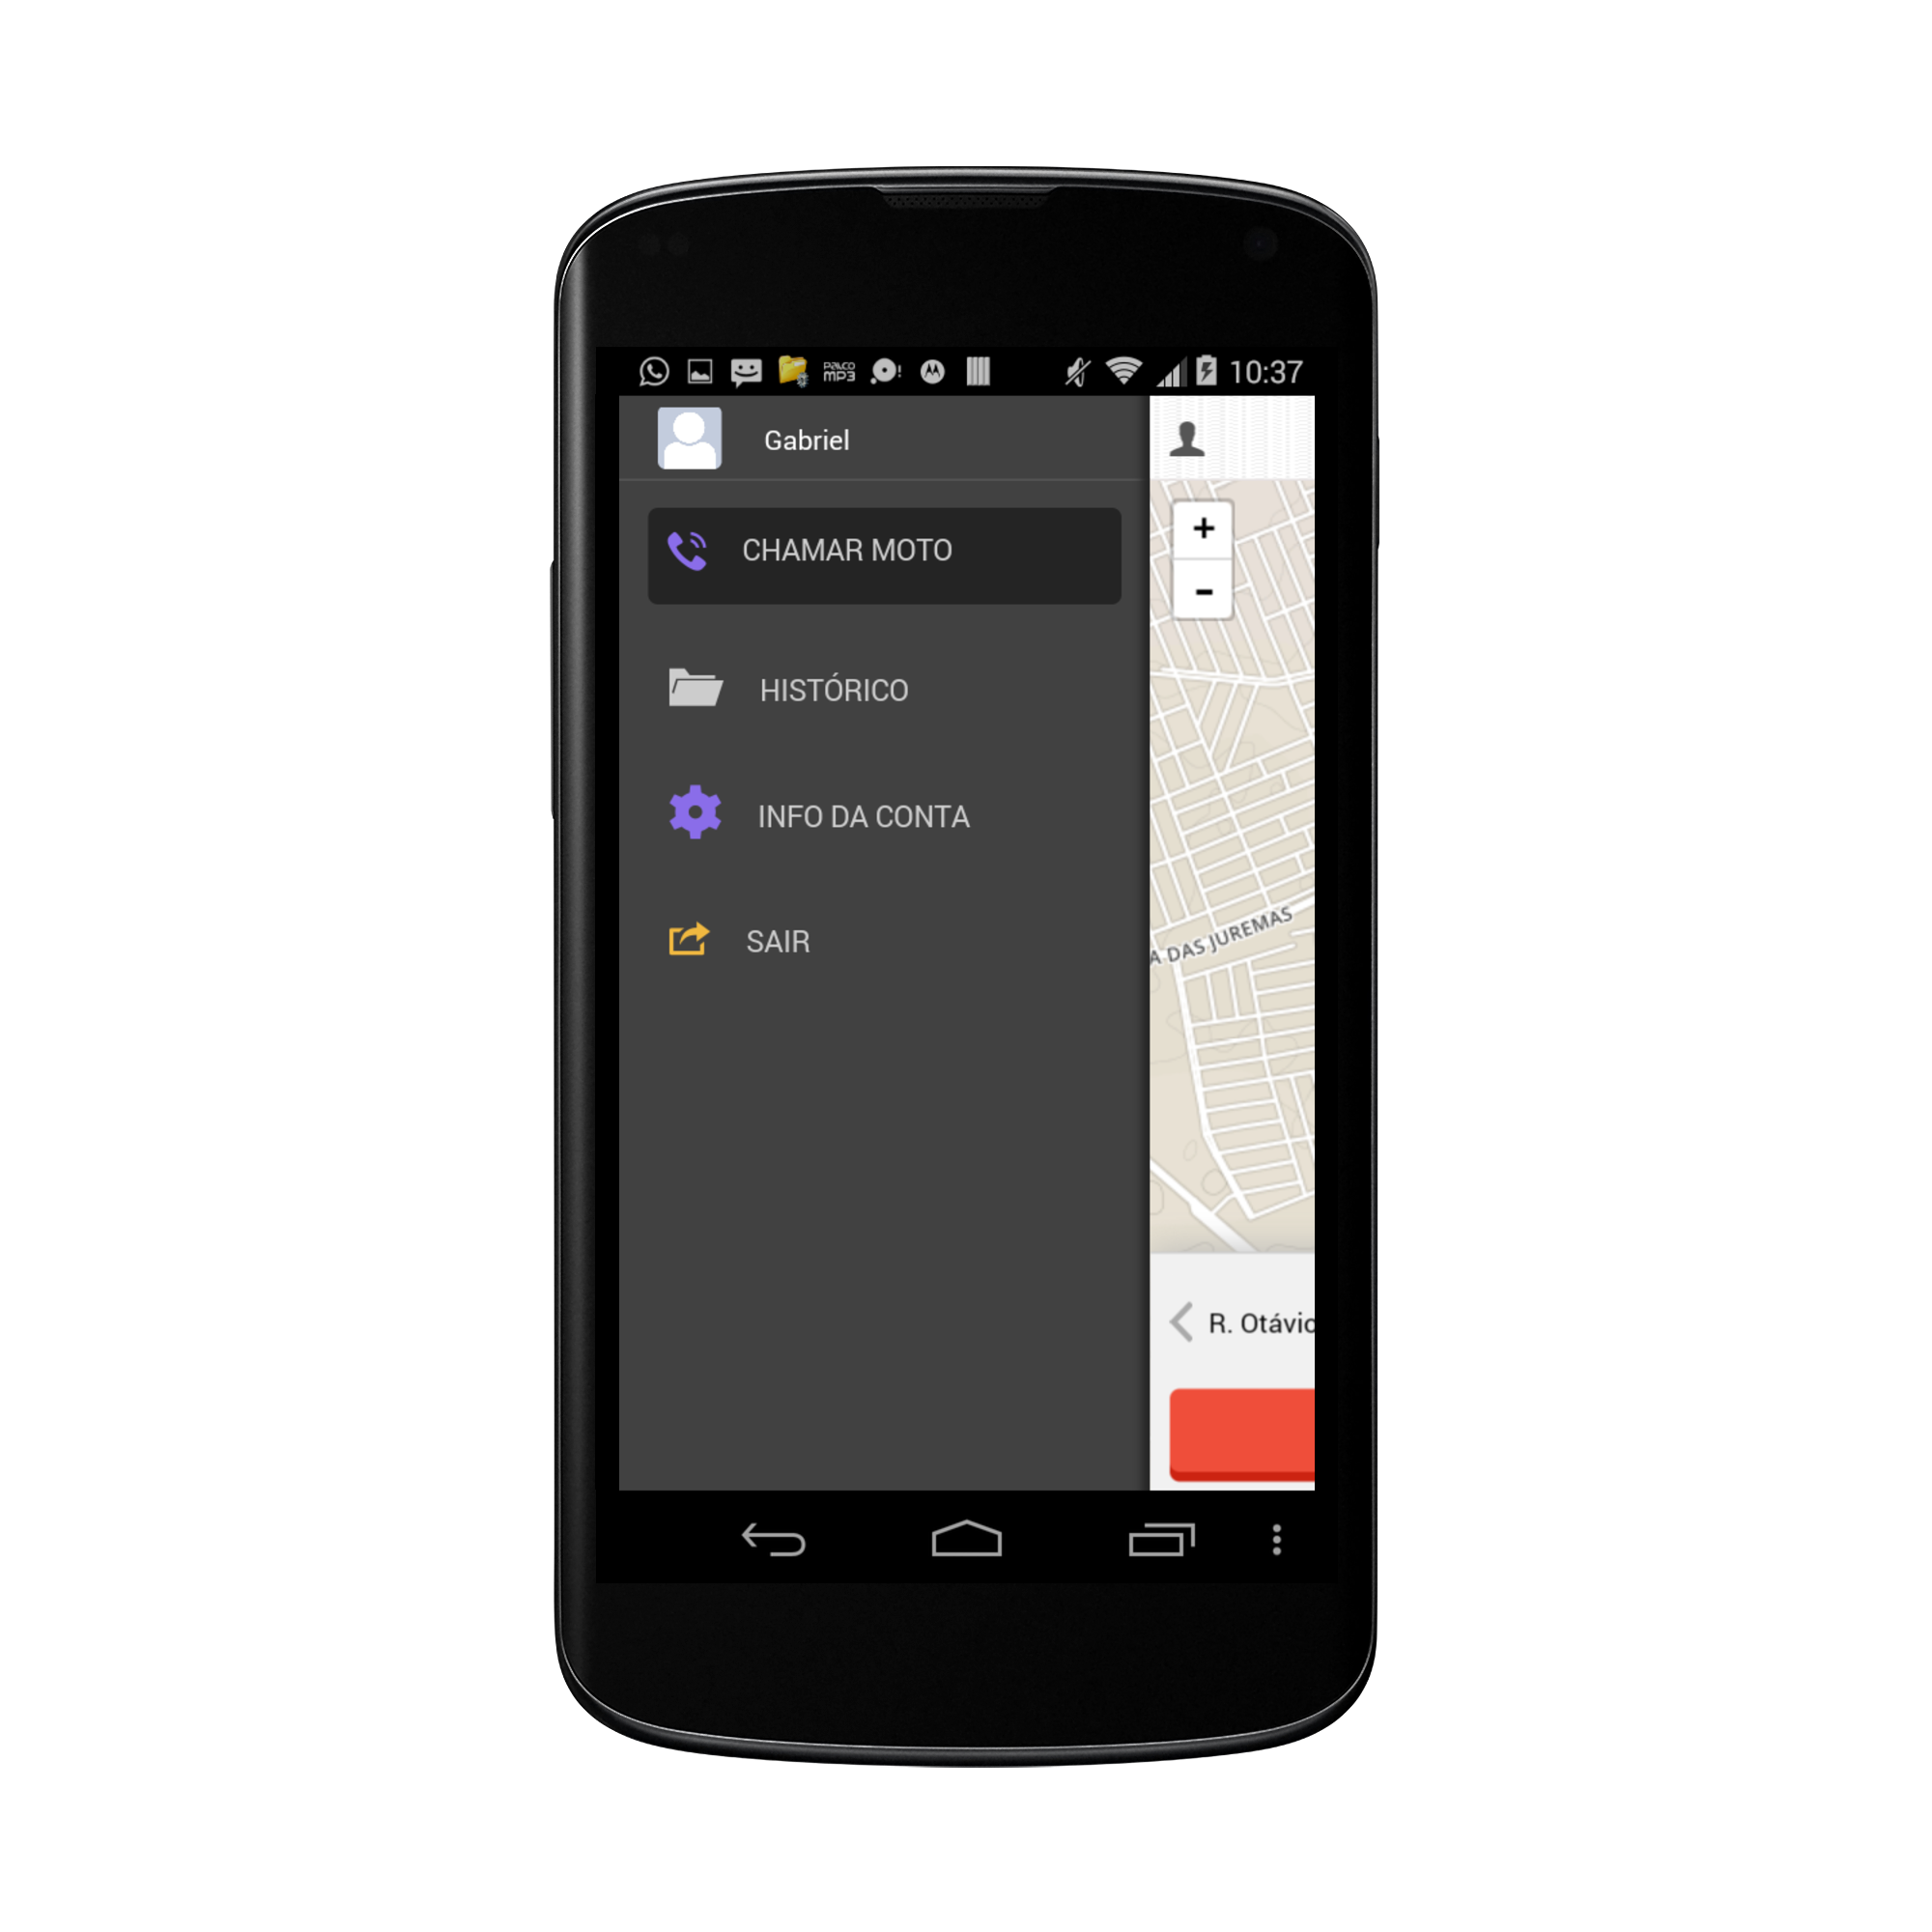 PALCO MP3
10:37
Gabriel
CHAMAR MOTO
HISTÓRICO
INFO DA CONTA
SAIR
+
-
A DAS JUREMAS
R. Otávio